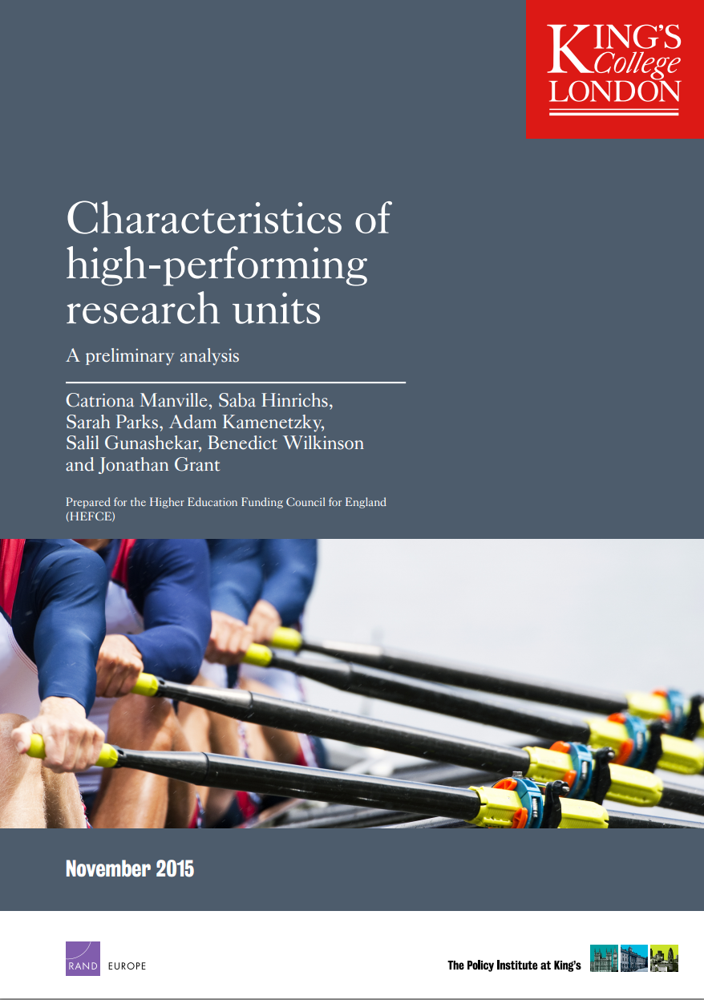 KING'S
College
LONDON
Characteristics of
high-performing
research units
A preliminary analysis
Catriona Manville, Saba Hinrichs,
Sarah Parks, Adam Kamenetzky,
Salil Gunashekar, Benedict Wilkinson
and Jonathan Grant
Prepared for the Higher Education Funding Council for England
(HEFCE)
November 2015
RAND EUROPE
The Policy Institute at King's